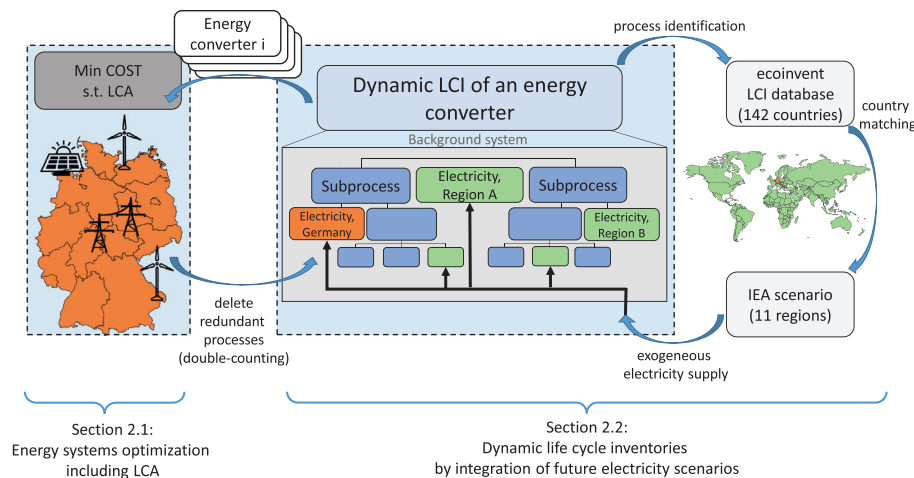 Energy
converter i
process identification
Min COST
s.t. LCA
Dynamic LCI of an energy
converter
ecoinvent
LCI database
(142 countries)
country
matching
Background system
Subprocess
Electricity,
Region A
Subprocess
Electricity,
Germany
Electricity,
Region B
delete
redundant
processes
(double-counting)
IEA scenario
(11 regions)
exogeneous
electricity supply
Section 2.1:
Energy systems optimization
including LCA
Section 2.2:
Dynamic life cycle inventories
by integration of future electricity scenarios